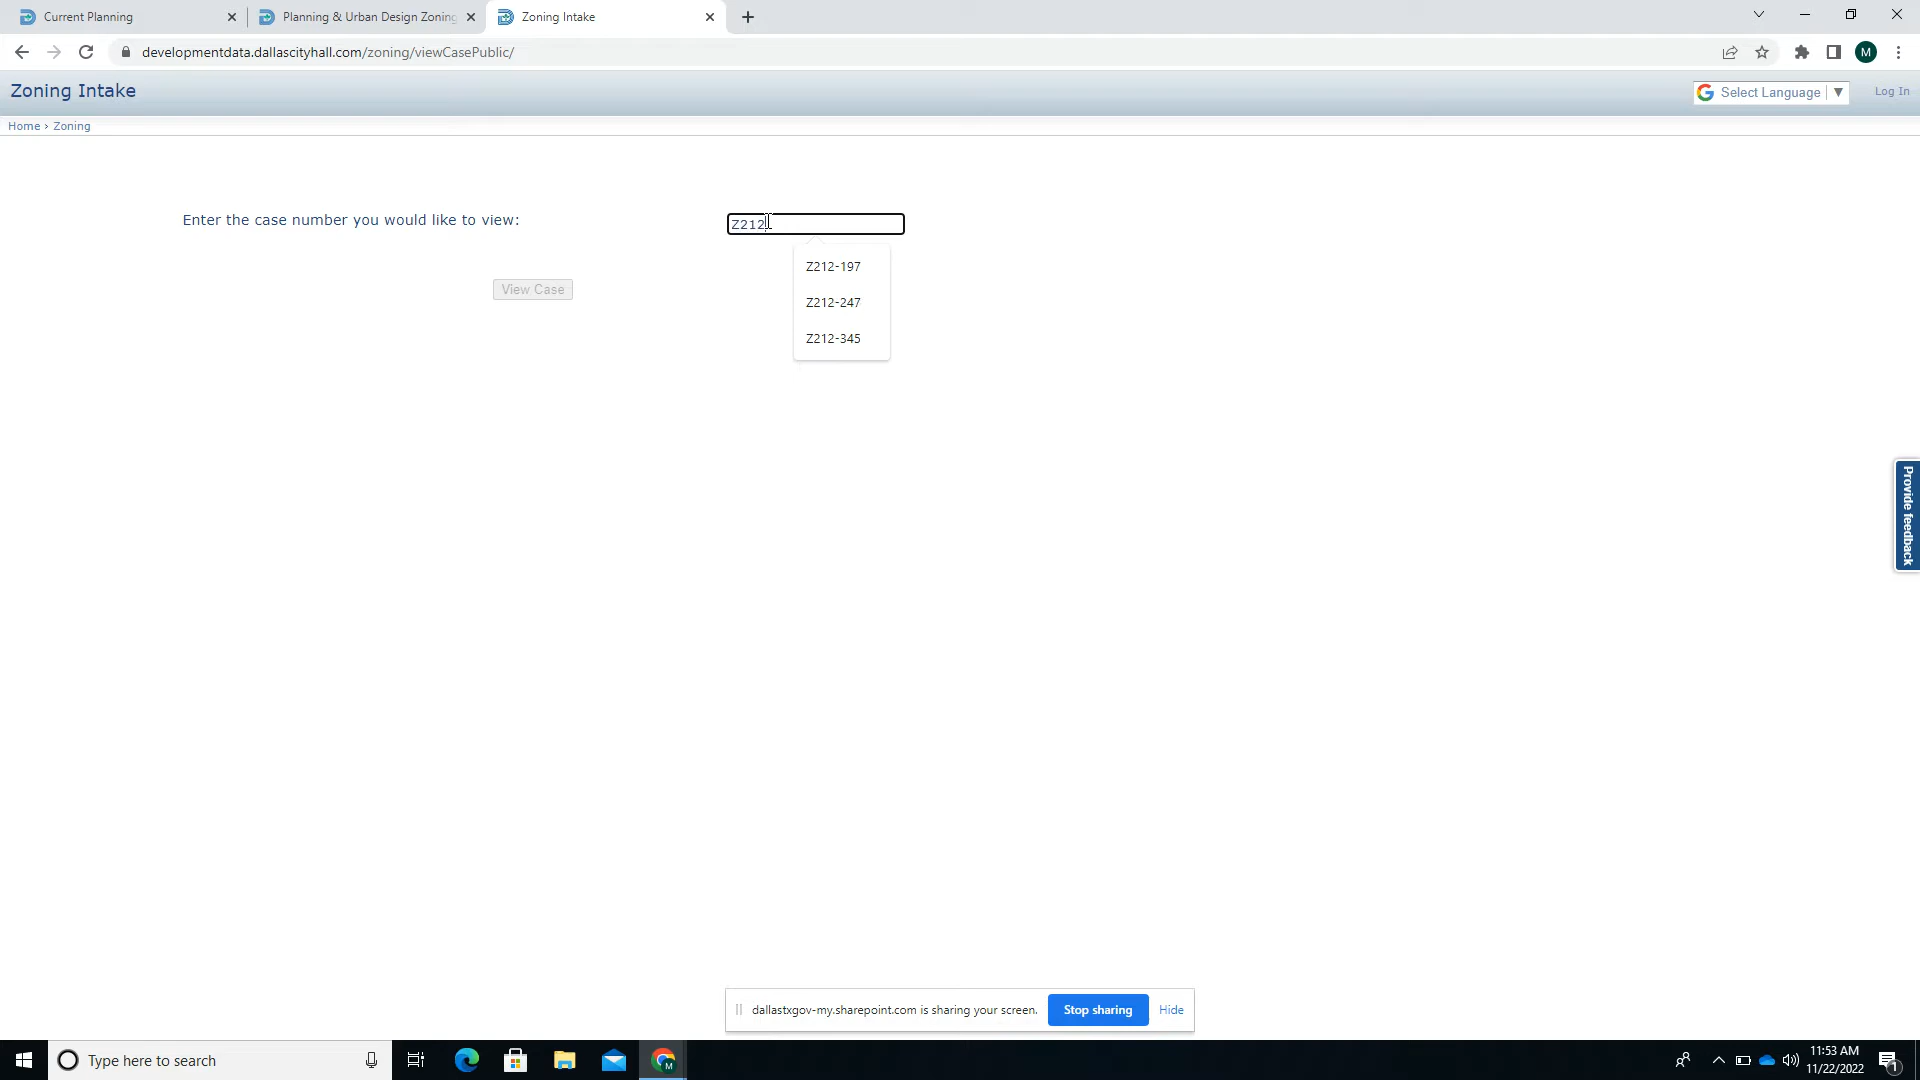 Current Planning
Planning & Urban Design Zoning
Zoning Intake
developmentdata.dallascityhall.com/zoning/viewCasePublic/
M
Zoning Intake
Select Language ▼
Log In
Home › Zoning
Enter the case number you would like to view:
Z212
Z212-197
View Case
Z212-247
Z212-345
Provide feedback
dallastxgov-my.sharepoint.com is sharing your screen.
Stop sharing
Hide
Type here to search
M
11:53 AM
11/22/2022
1